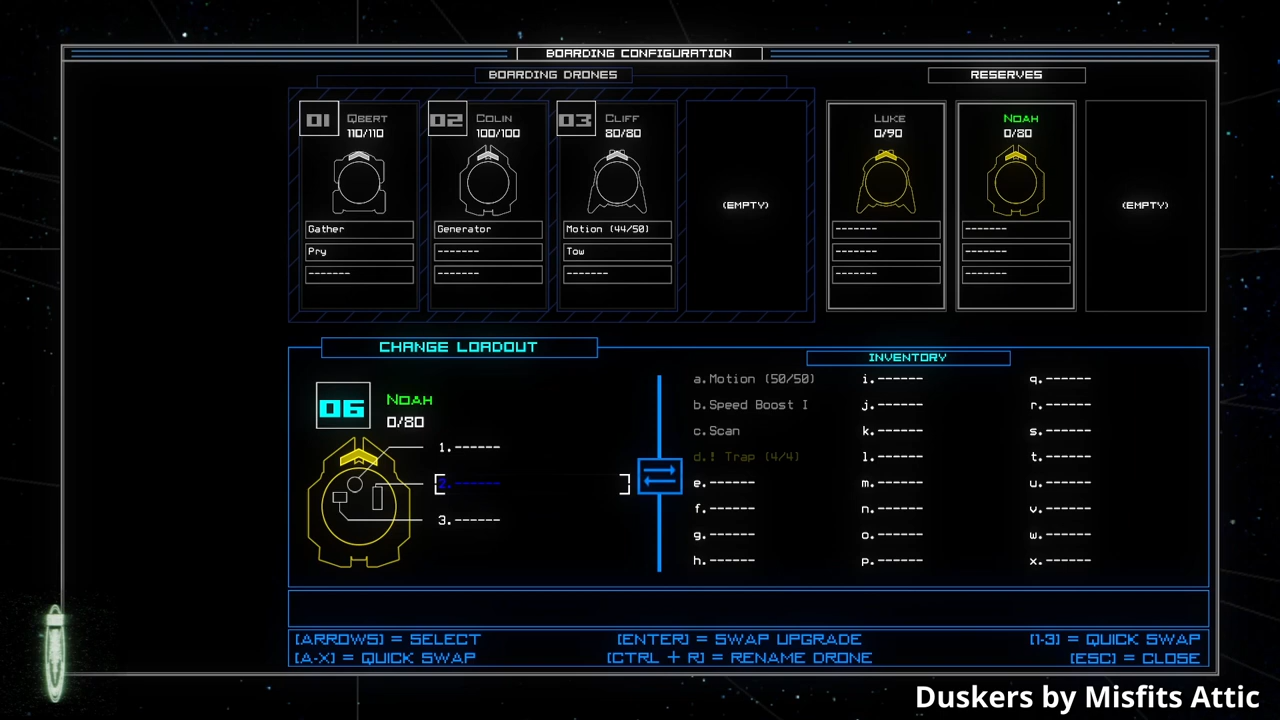 BOARDING CONFIGURATION
BOARDING DRONES
RESERVES
01 Qbert
110/110
Gather
Pry
-------
02 Colin
100/100
Generator
-------
-------
03 Cliff
80/80
Motion (44/50)
Tow
-------
(EMPTY)
Luke
0/90
-------
-------
-------
Noah
0/80
-------
-------
-------
(EMPTY)
CHANGE LOADOUT
06 Noah
0/80
1.------
2.------
3.------
INVENTORY
a.Motion (50/50)
b.Speed Boost I
c.Scan
d.! Trap (4/4)
e.------
f.------
g.------
h.------
i.------
j.------
k.------
l.------
m.------
n.------
o.------
p.------
q.------
r.------
s.------
t.------
u.------
v.------
w.------
x.------
[ARROWS] = SELECT
[ENTER] = SWAP UPGRADE
[1-3] = QUICK SWAP
[A-X] = QUICK SWAP
[CTRL + R] = RENAME DRONE
[ESC] = CLOSE
Duskers by Misfits Attic